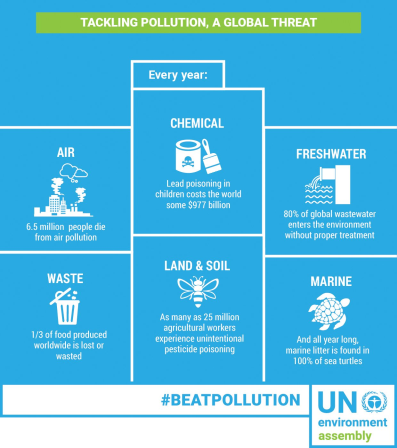 TACKLING POLLUTION, A GLOBAL THREAT
Every year:
CHEMICAL
Lead poisoning in
children costs the world
some $977 billion
AIR
6.5 million people die
from air pollution
FRESHWATER
80% of global wastewater
enters the environment
without proper treatment
WASTE
1/3 of food produced
worldwide is lost or
wasted
LAND & SOIL
As many as 25 million
agricultural workers
experience unintentional
pesticide poisoning
MARINE
And all year long,
marine litter is found in
100% of sea turtles
#BEATPOLLUTION
UN
environment
assembly